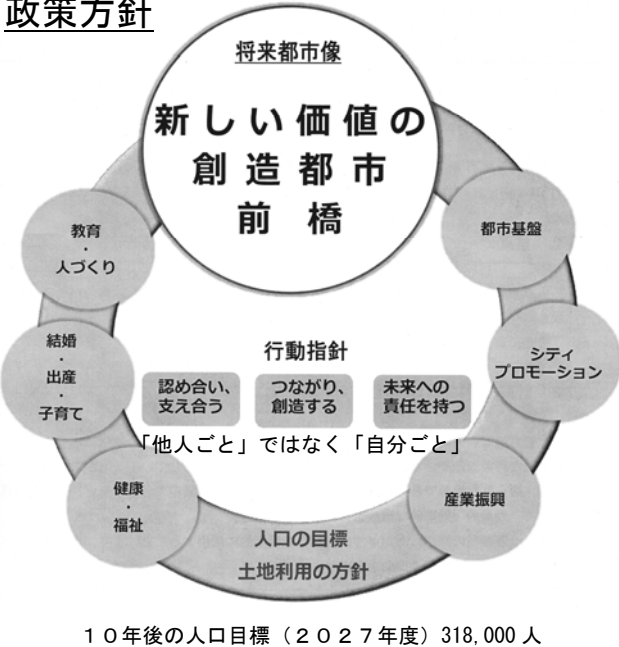 政策方針
将来都市像
新しい価値の
創造都市
前橋
教育
・
人づくり
結婚
・
出産
・
子育て
健康
・
福祉
都市基盤
シティ
プロモーション
産業振興
行動指針
認め合い、
支え合う
つながり、
創造する
未来への
責任を持つ
「他人ごと」ではなく「自分ごと」
人口の目標
土地利用の方針
１０年後の人口目標（２０２７年度）318,000 人